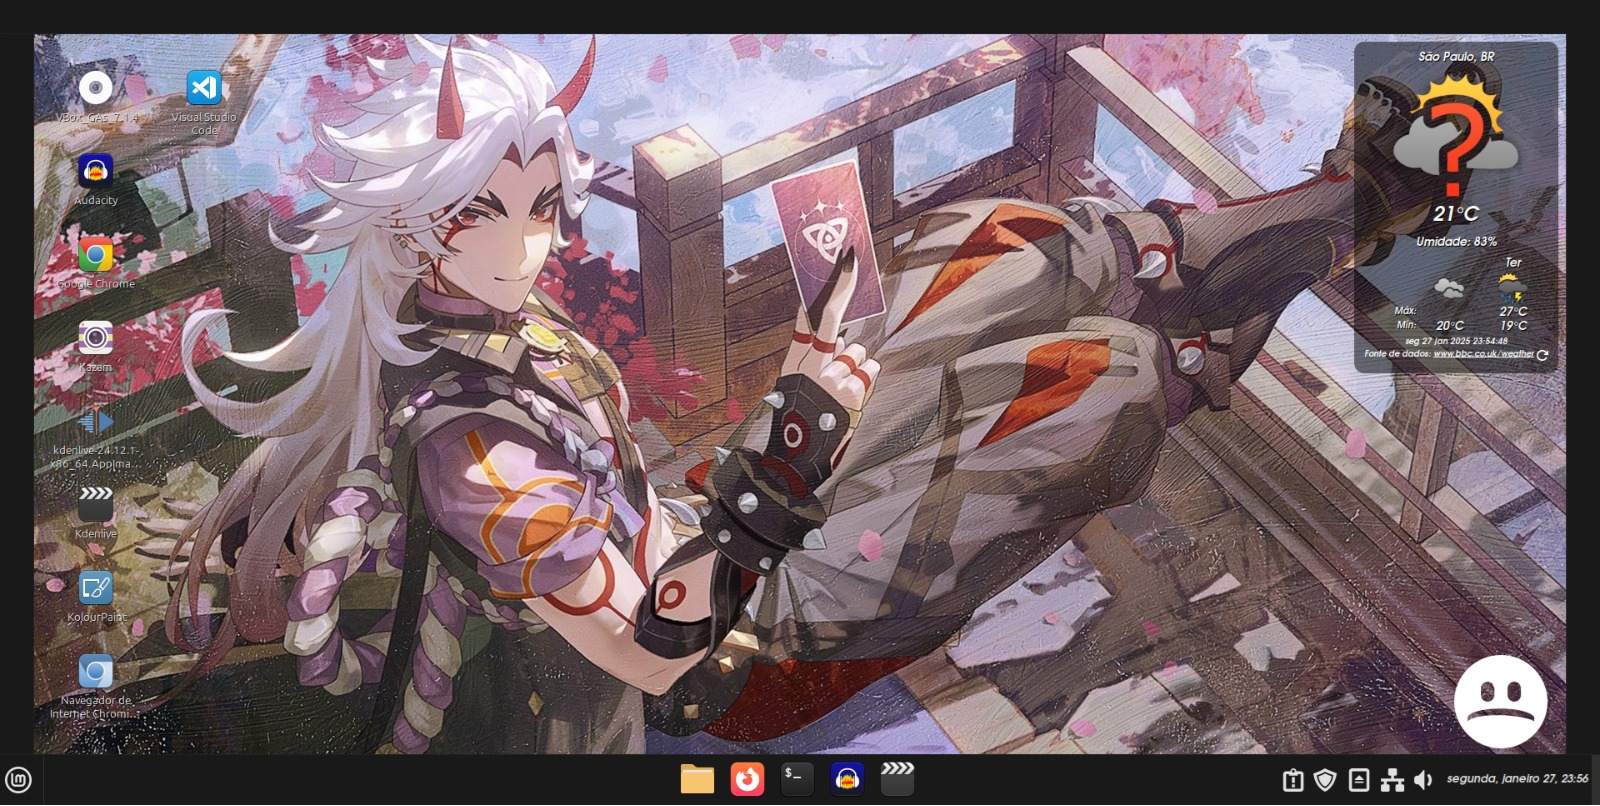 VBox_GAs_7.1.4
Visual Studio
Code
Audacity
Google Chrome
Kazam
kdenlive-24.12.1-
x86_64.AppIma...
Kdenlive
KolourPaint
Navegador de
Internet Chromi...
São Paulo, BR
?
21°C
Umidade: 83%
Ter
Máx: 27°C
Mín: 20°C 19°C
seg 27 jan 2025 23:54:48
Fonte de dados: www.bbc.co.uk/weather
$_
segunda, janeiro 27, 23:56